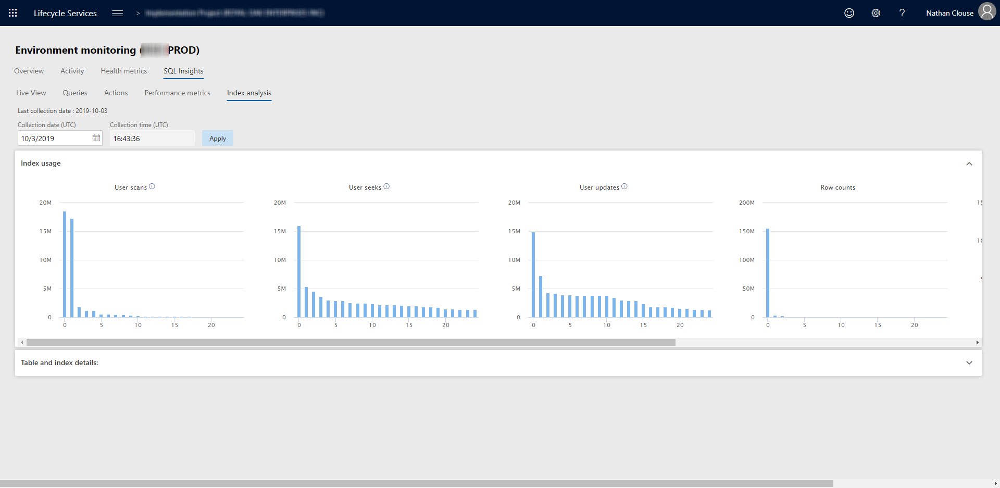 Lifecycle Services > ? Nathan Clouse
Environment monitoring ( PROD)
Overview Activity Health metrics SQL Insights
Live View Queries Actions Performance metrics Index analysis
Last collection date : 2019-10-03
Collection date (UTC) Collection time (UTC)
10/3/2019 16:43:36 Apply
Index usage
User scans
20M
15M
10M
5M
0
0 5 10 15 20
User seeks
20M
15M
10M
5M
0
0 5 10 15 20
User updates
20M
15M
10M
5M
0
0 5 10 15 20
Row counts
200M
150M
100M
50M
0
0 5 10 15 20
Table and index details: